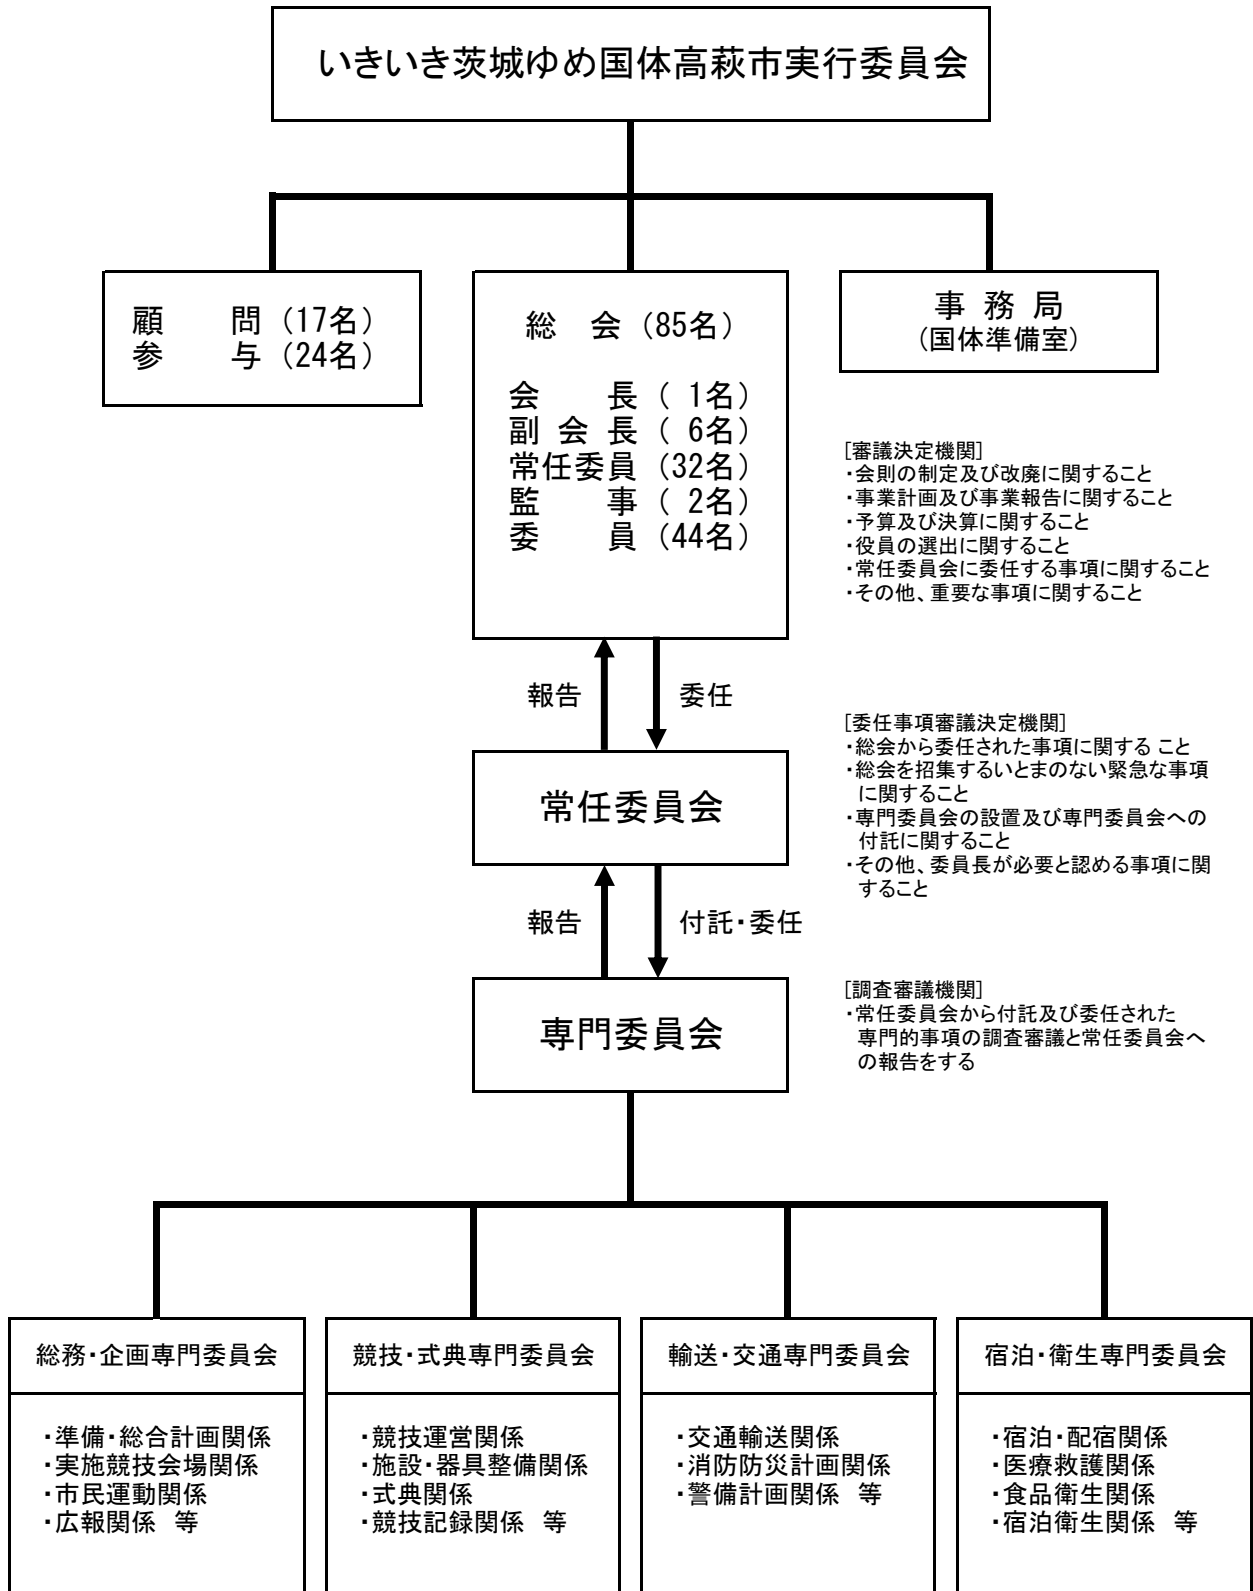 いきいき茨城ゆめ国体高萩市実行委員会
顧　　問（17名）
参　　与（24名）
総　会（85名）
会　　長（ 1名）
副 会 長（ 6名）
常任委員（32名）
監　　事（ 2名）
委　　員（44名）
事 務 局
（国体準備室）
[審議決定機関]
・会則の制定及び改廃に関すること
・事業計画及び事業報告に関すること
・予算及び決算に関すること
・役員の選出に関すること
・常任委員会に委任する事項に関すること
・その他、重要な事項に関すること
報告
委任
常任委員会
[委任事項審議決定機関]
・総会から委任された事項に関する こと
・総会を招集するいとまのない緊急な事項
に関すること
・専門委員会の設置及び専門委員会への
付託に関すること
・その他、委員長が必要と認める事項に関
すること
報告
付託・委任
専門委員会
[調査審議機関]
・常任委員会から付託及び委任された
専門的事項の調査審議と常任委員会へ
の報告をする
総務・企画専門委員会
・準備・総合計画関係
・実施競技会場関係
・市民運動関係
・広報関係　等
競技・式典専門委員会
・競技運営関係
・施設・器具整備関係
・式典関係
・競技記録関係　等
輸送・交通専門委員会
・交通輸送関係
・消防防災計画関係
・警備計画関係　等
宿泊・衛生専門委員会
・宿泊・配宿関係
・医療救護関係
・食品衛生関係
・宿泊衛生関係　等